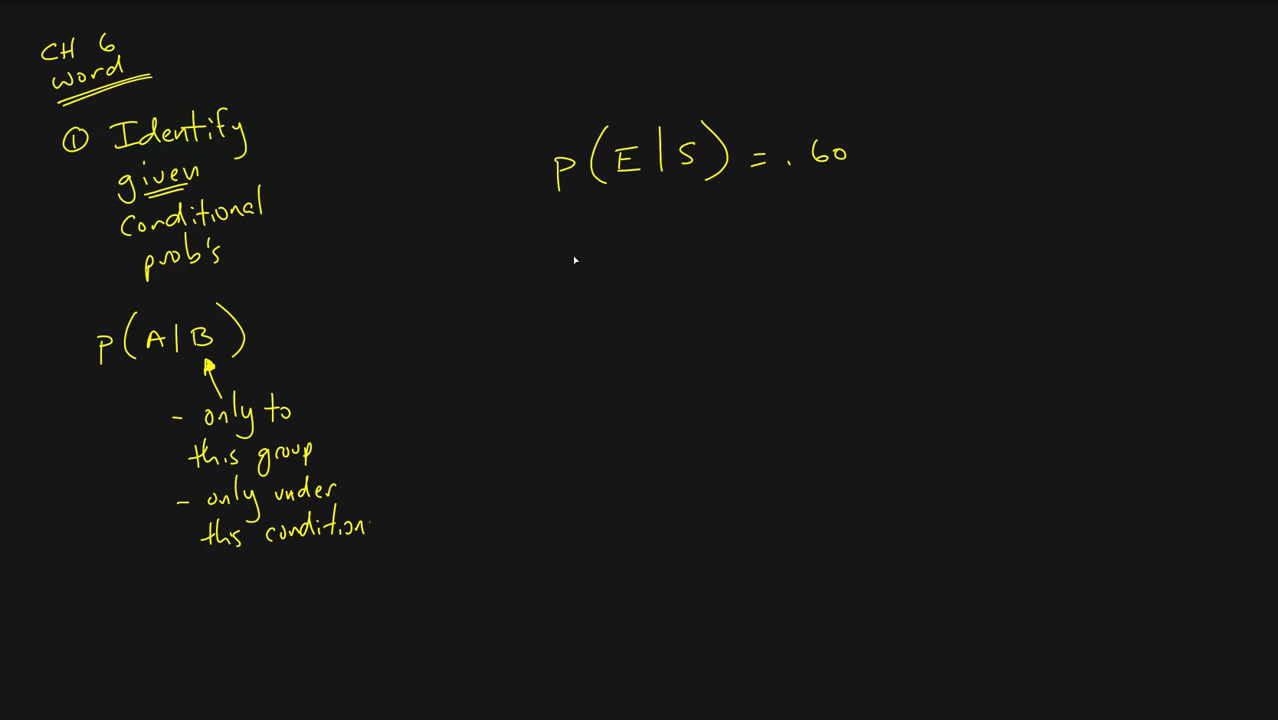 CH 6
word
① Identify
given
conditional
prob's
P(A|B)
- only to
this group
- only under
this condition
P(E|S) = .60